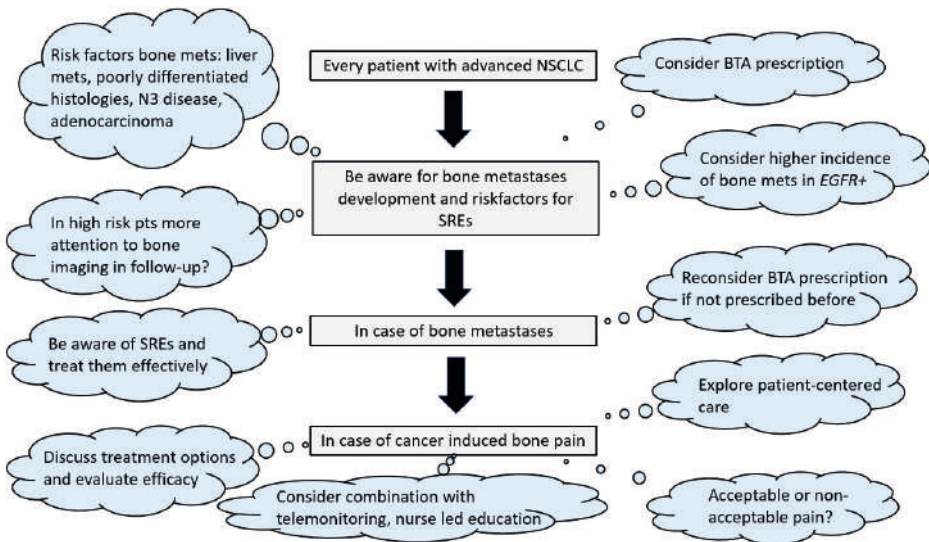 Risk factors bone mets: liver
mets, poorly differentiated
histologies, N3 disease,
adenocarcinoma
Every patient with advanced NSCLC
Consider BTA prescription
Be aware for bone metastases
development and riskfactors for
SREs
Consider higher incidence
of bone mets in EGFR+
In high risk pts more
attention to bone
imaging in follow-up?
Reconsider BTA prescription
if not prescribed before
In case of bone metastases
Be aware of SREs and
treat them effectively
Explore patient-centered
care
In case of cancer induced bone pain
Discuss treatment options
and evaluate efficacy
Consider combination with
telemonitoring, nurse led education
Acceptable or non-
acceptable pain?